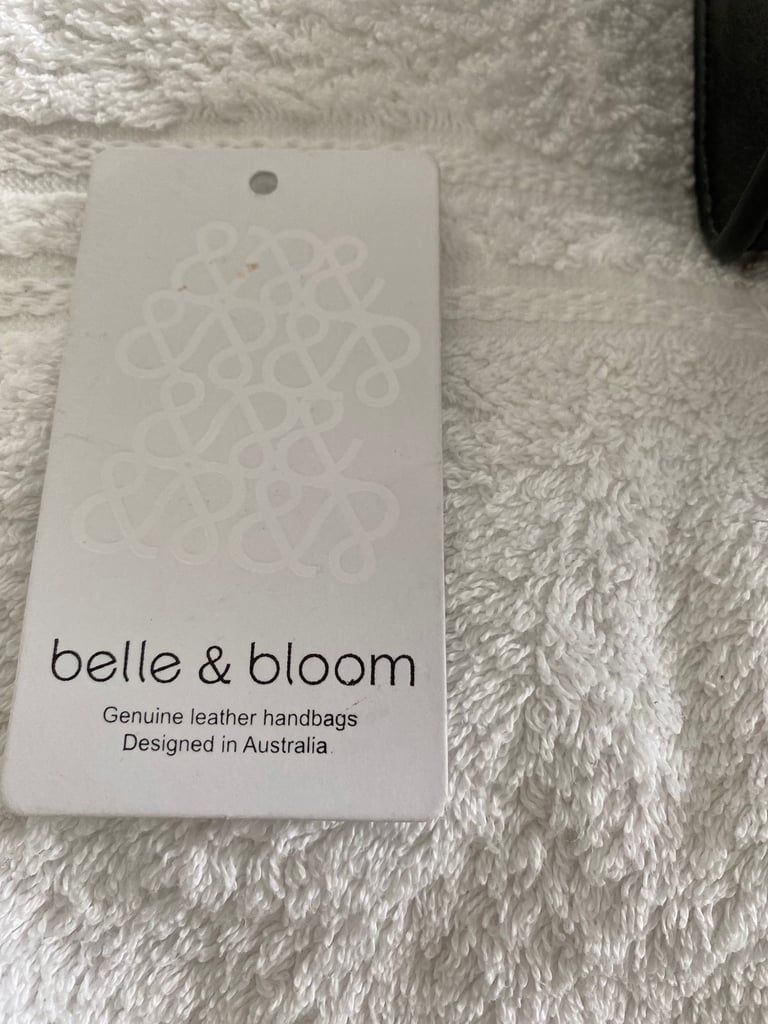 belle & bloom
Genuine leather handbags
Designed in Australia.